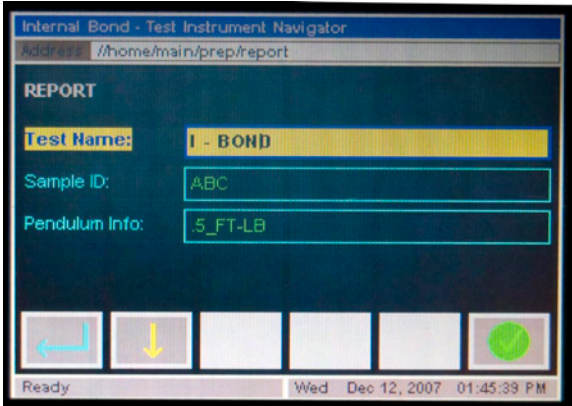 Internal Bond - Test Instrument Navigator
Address //home/main/prep/report
REPORT
Test Name: I - BOND
Sample ID: ABC
Pendulum Info: .5_FT-LB
Ready Wed Dec 12, 2007 01:45:39 PM